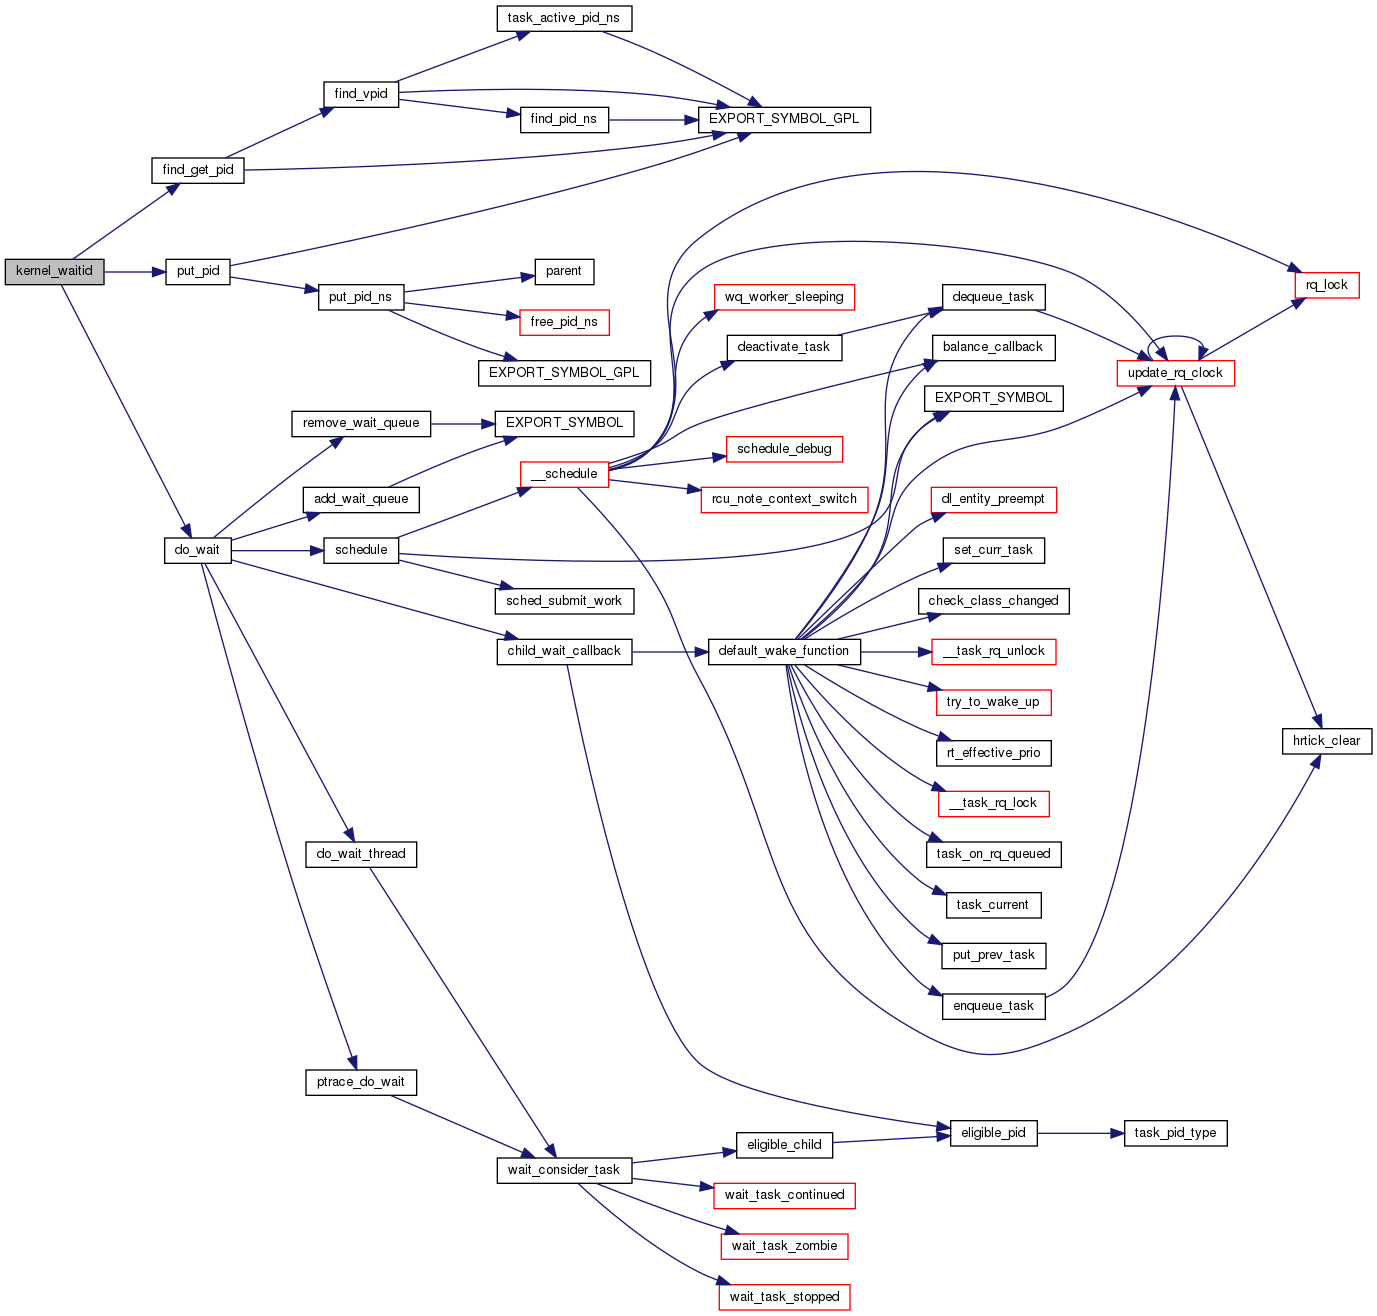 task_active_pid_ns
find_vpid
find_pid_ns
EXPORT_SYMBOL_GPL
find_get_pid
kernel_waitid
put_pid
parent
put_pid_ns
free_pid_ns
EXPORT_SYMBOL_GPL
rq_lock
wq_worker_sleeping
dequeue_task
deactivate_task
balance_callback
update_rq_clock
EXPORT_SYMBOL
remove_wait_queue
EXPORT_SYMBOL
schedule_debug
__schedule
add_wait_queue
rcu_note_context_switch
dl_entity_preempt
do_wait
schedule
set_curr_task
sched_submit_work
check_class_changed
child_wait_callback
default_wake_function
__task_rq_unlock
try_to_wake_up
hrtick_clear
rt_effective_prio
__task_rq_lock
do_wait_thread
task_on_rq_queued
task_current
put_prev_task
enqueue_task
ptrace_do_wait
eligible_pid
task_pid_type
eligible_child
wait_consider_task
wait_task_continued
wait_task_zombie
wait_task_stopped